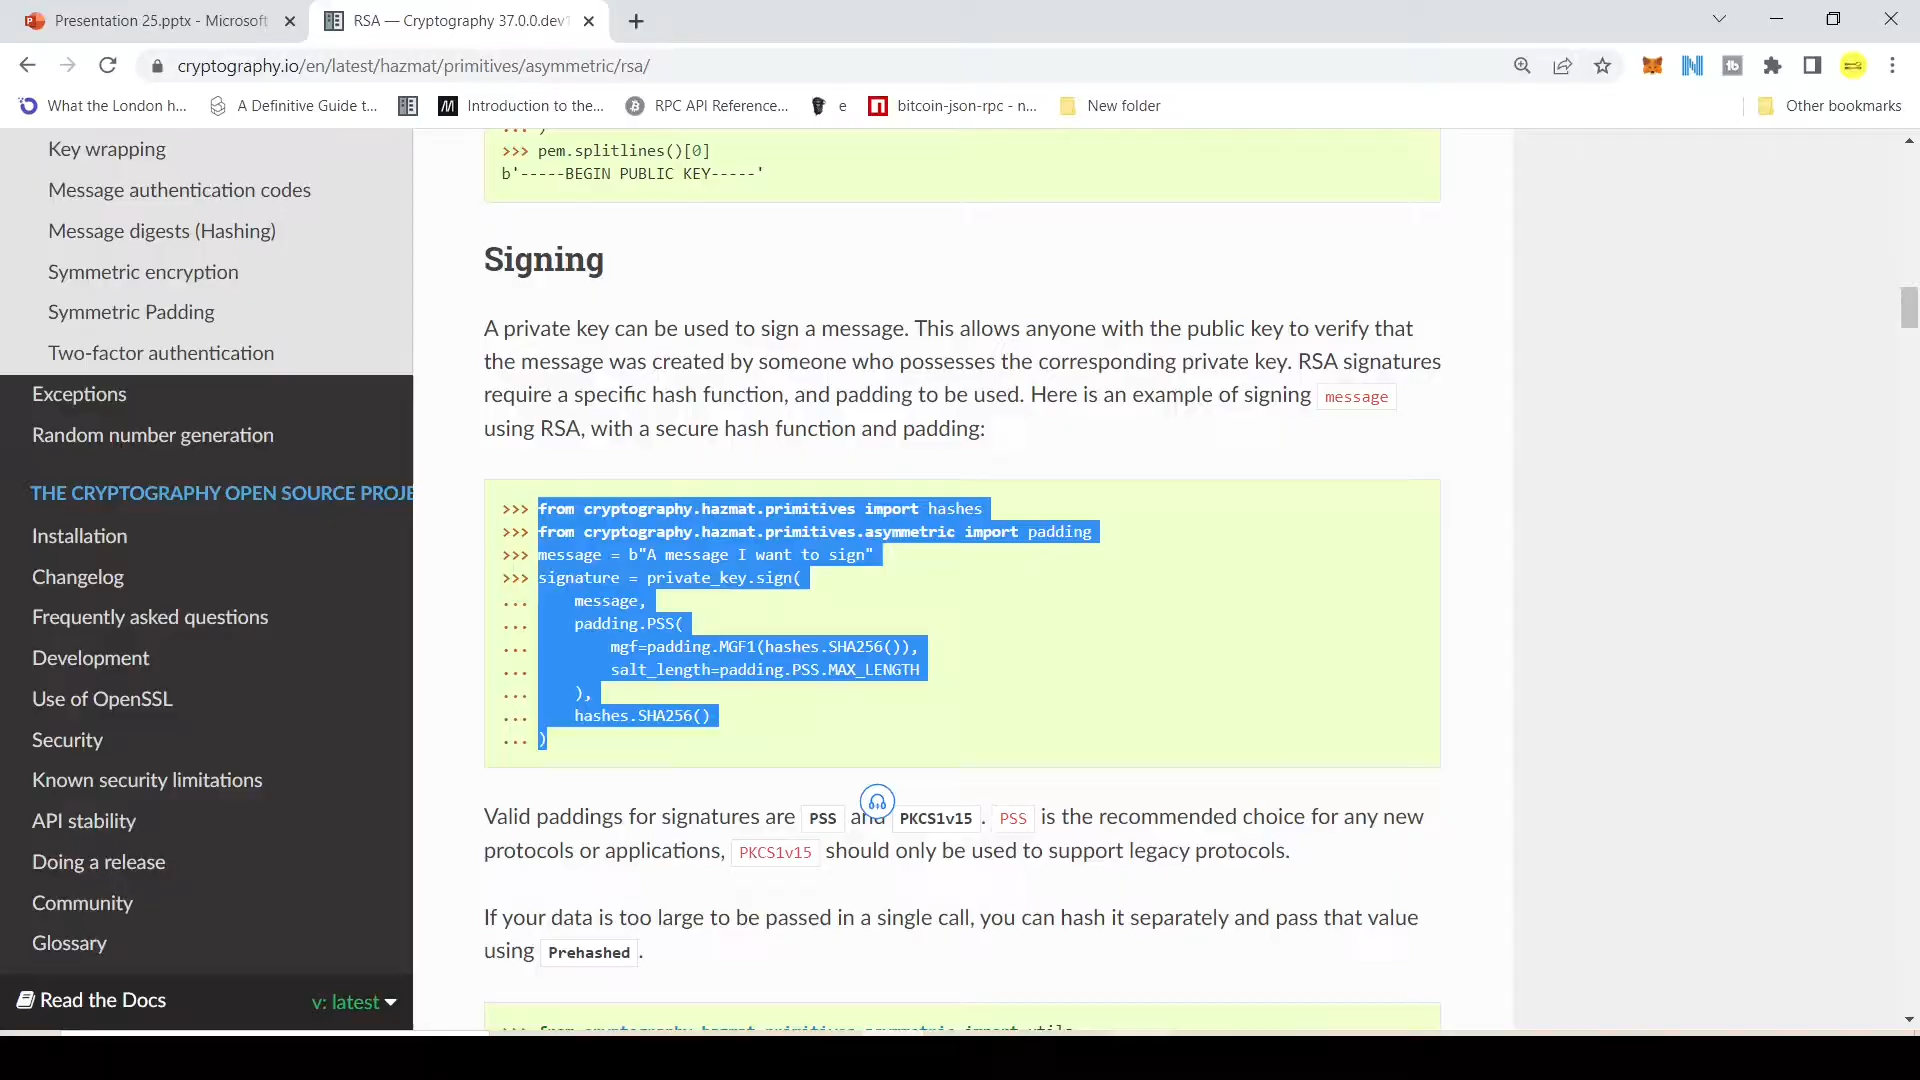 Presentation 25.pptx - Microsoft
RSA — Cryptography 37.0.0.dev1
cryptography.io/en/latest/hazmat/primitives/asymmetric/rsa/
What the London h...
A Definitive Guide t...
Introduction to the...
RPC API Reference...
e
bitcoin-json-rpc - n...
New folder
Other bookmarks
Key wrapping
Message authentication codes
Message digests (Hashing)
Symmetric encryption
Symmetric Padding
Two-factor authentication
Exceptions
Random number generation
THE CRYPTOGRAPHY OPEN SOURCE PROJE
Installation
Changelog
Frequently asked questions
Development
Use of OpenSSL
Security
Known security limitations
API stability
Doing a release
Community
Glossary
Read the Docs
v: latest
>>> pem.splitlines()[0]
b'-----BEGIN PUBLIC KEY-----'
Signing
A private key can be used to sign a message. This allows anyone with the public key to verify that
the message was created by someone who possesses the corresponding private key. RSA signatures
require a specific hash function, and padding to be used. Here is an example of signing message
using RSA, with a secure hash function and padding:
>>> from cryptography.hazmat.primitives import hashes
>>> from cryptography.hazmat.primitives.asymmetric import padding
>>> message = b"A message I want to sign"
>>> signature = private_key.sign(
...     message,
...     padding.PSS(
...         mgf=padding.MGF1(hashes.SHA256()),
...         salt_length=padding.PSS.MAX_LENGTH
...     ),
...     hashes.SHA256()
... )
Valid paddings for signatures are PSS and PKCS1v15. PSS is the recommended choice for any new
protocols or applications, PKCS1v15 should only be used to support legacy protocols.
If your data is too large to be passed in a single call, you can hash it separately and pass that value
using Prehashed.
>>> from cryptography.hazmat.primitives.asymmetric import utils